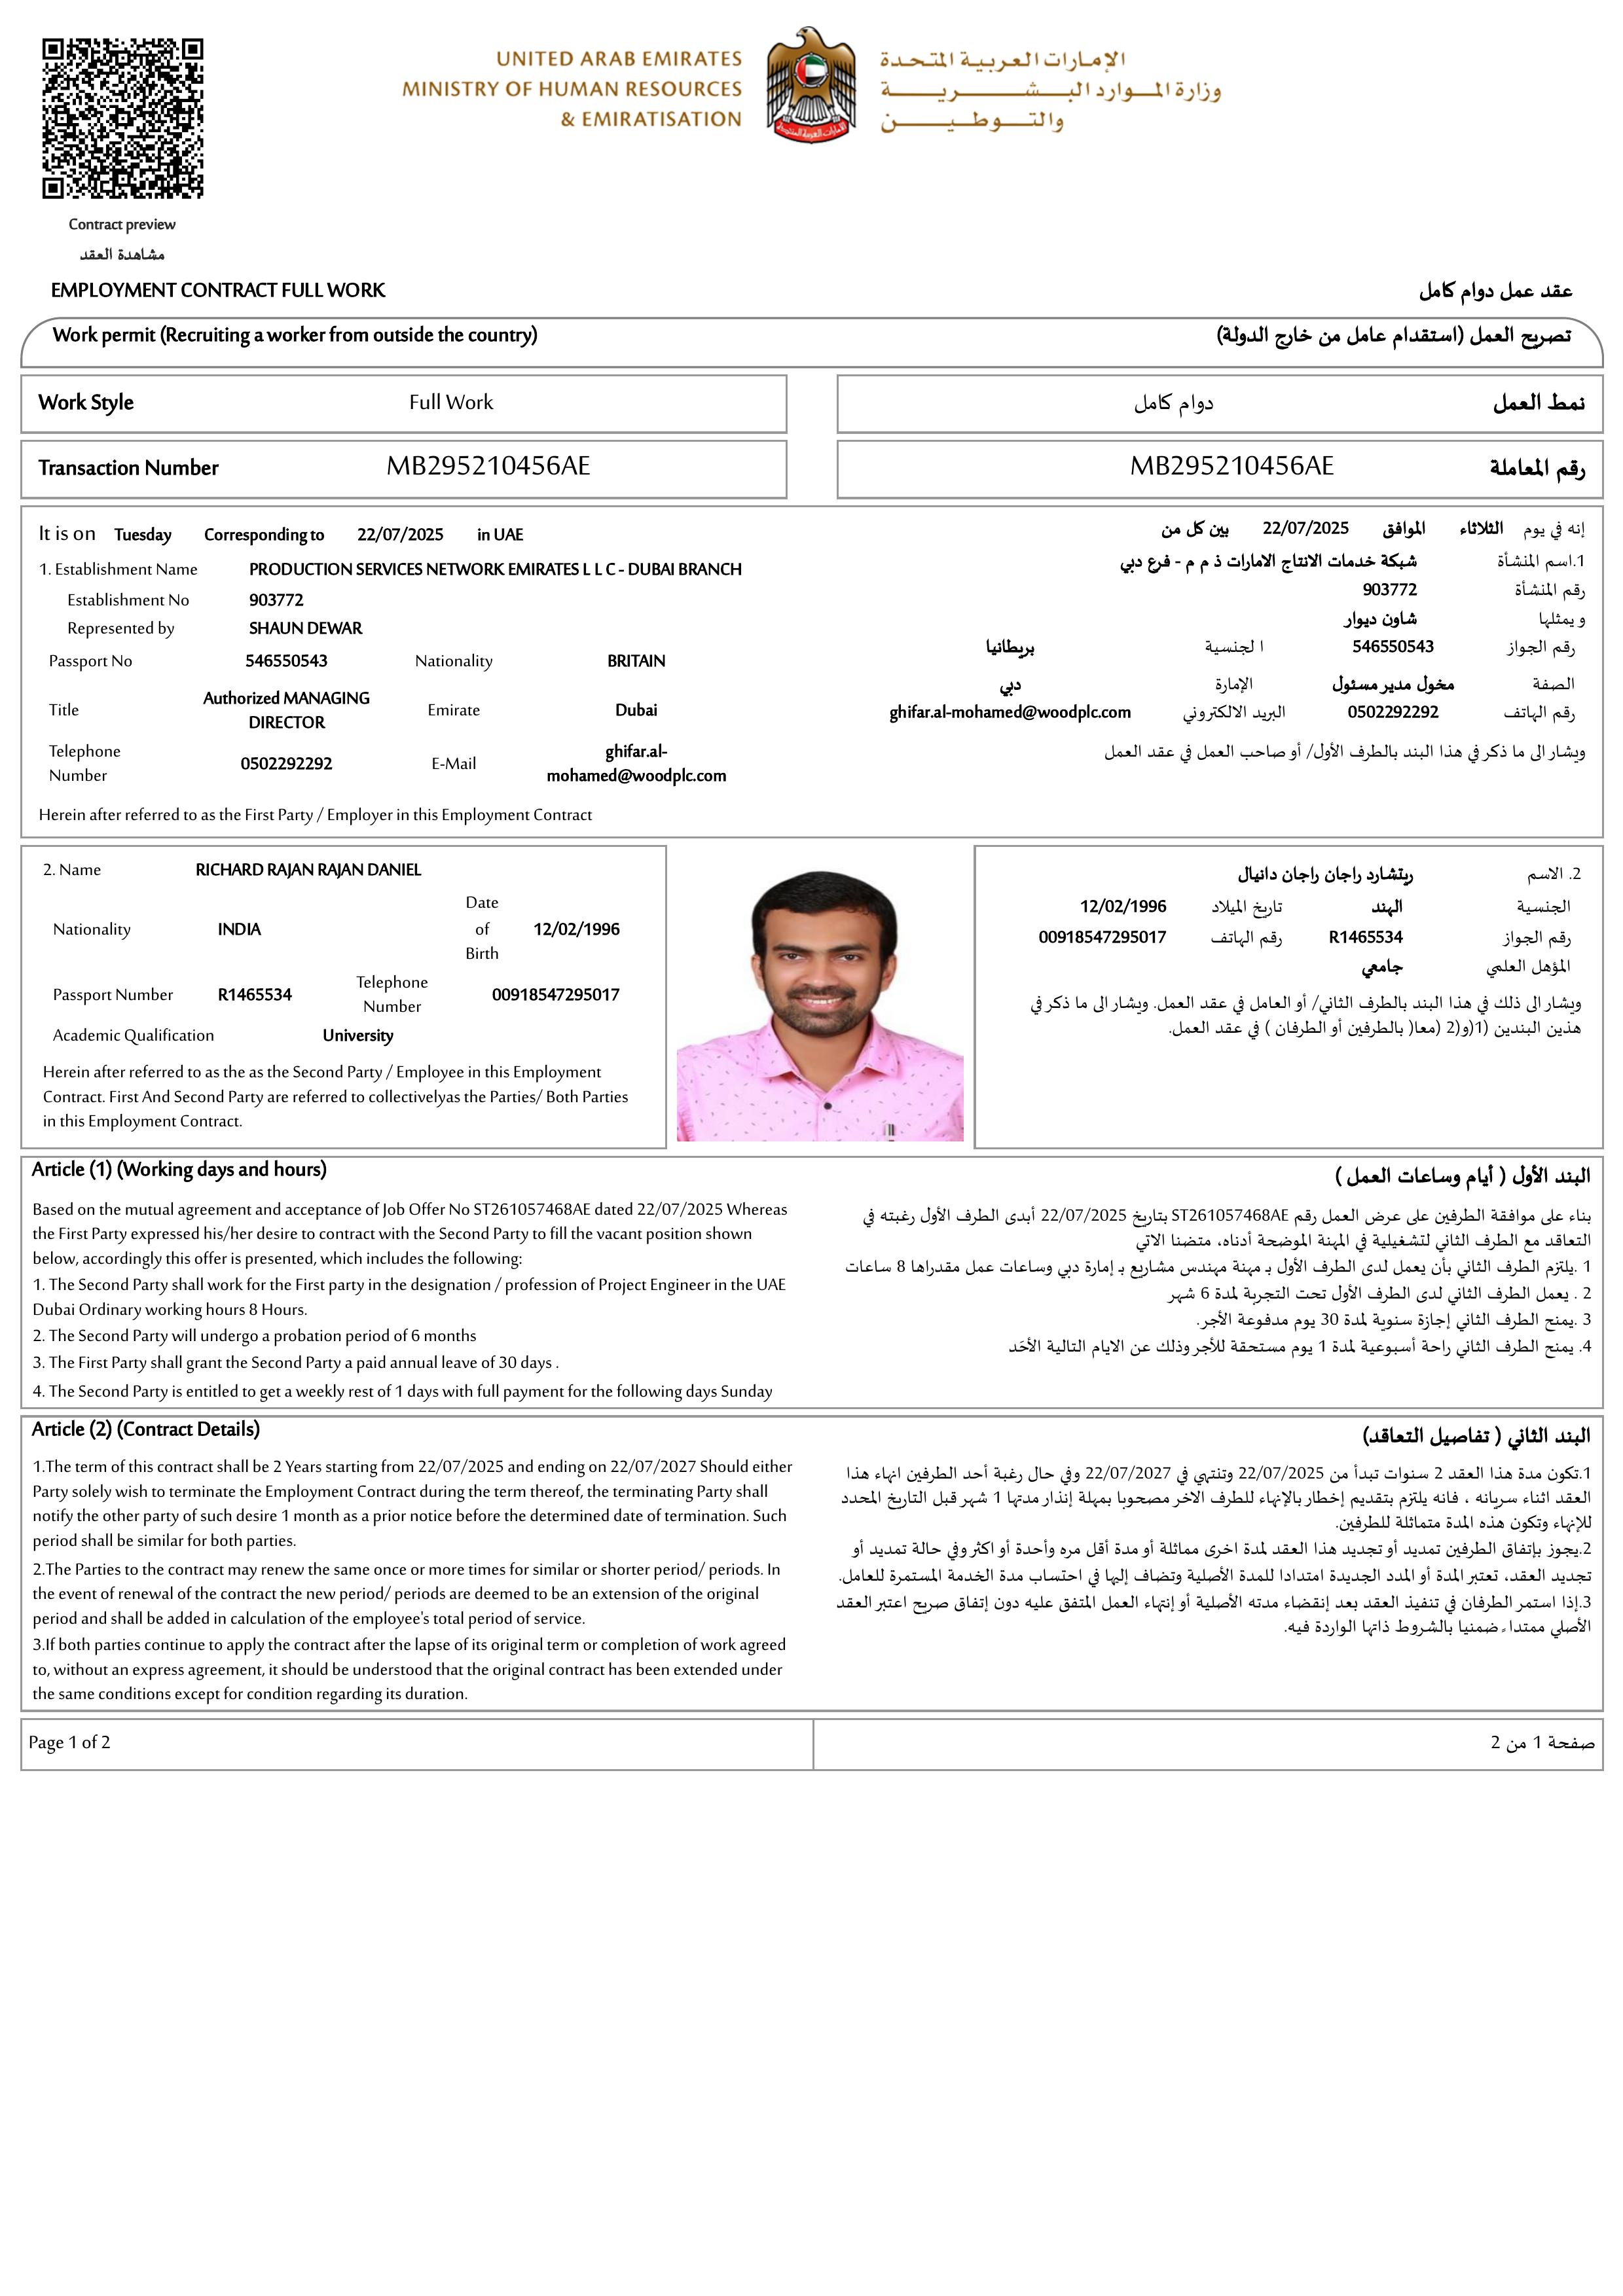 UNITED ARAB EMIRATES
MINISTRY OF HUMAN RESOURCES
& EMIRATISATION
الإمارات العربية المتحدة
وزارة الموارد البشرية
والتوطين
Contract preview
مشاهدة العقد
EMPLOYMENT CONTRACT FULL WORK
عقد عمل دوام كامل
Work permit (Recruiting a worker from outside the country)
تصريح العمل (استقدام عامل من خارج الدولة)
Work Style Full Work
نمط العمل دوام كامل
Transaction Number MB295210456AE
رقم المعاملة MB295210456AE
It is on Tuesday Corresponding to 22/07/2025 in UAE
1. Establishment Name PRODUCTION SERVICES NETWORK EMIRATES L L C - DUBAI BRANCH
Establishment No 903772
Represented by SHAUN DEWAR
Passport No 546550543 Nationality BRITAIN
Title Authorized MANAGING DIRECTOR Emirate Dubai
Telephone Number 0502292292 E-Mail ghifar.al-mohamed@woodplc.com
Herein after referred to as the First Party / Employer in this Employment Contract
إنه في يوم الثلاثاء الموافق 22/07/2025 بين كل من
1.اسم المنشأة شبكة خدمات الانتاج الامارات ذ م م - فرع دبي
رقم المنشأة 903772
و يمثلها شاون ديوار
رقم الجواز 546550543 ا لجنسية بريطانيا
الصفة مخول مدير مسئول الإمارة دبي
رقم الهاتف 0502292292 البريد الالكتروني ghifar.al-mohamed@woodplc.com
ويشار الى ما ذكر في هذا البند بالطرف الأول/ أو صاحب العمل في عقد العمل
2. Name RICHARD RAJAN RAJAN DANIEL
Nationality INDIA Date of Birth 12/02/1996
Passport Number R1465534 Telephone Number 00918547295017
Academic Qualification University
Herein after referred to as the as the Second Party / Employee in this Employment
Contract. First And Second Party are referred to collectivelyas the Parties/ Both Parties
in this Employment Contract.
2. الاسم ريتشارد راجان راجان دانيال
الجنسية الهند تاريخ الميلاد 12/02/1996
رقم الجواز R1465534 رقم الهاتف 00918547295017
المؤهل العلمي جامعي
ويشار الى ذلك في هذا البند بالطرف الثاني/ أو العامل في عقد العمل. ويشار الى ما ذكر في
هذين البندين (1(و(2 (معا( بالطرفين أو الطرفان ) في عقد العمل.
Article (1) (Working days and hours)
Based on the mutual agreement and acceptance of Job Offer No ST261057468AE dated 22/07/2025 Whereas
the First Party expressed his/her desire to contract with the Second Party to fill the vacant position shown
below, accordingly this offer is presented, which includes the following:
1. The Second Party shall work for the First party in the designation / profession of Project Engineer in the UAE
Dubai Ordinary working hours 8 Hours.
2. The Second Party will undergo a probation period of 6 months
3. The First Party shall grant the Second Party a paid annual leave of 30 days .
4. The Second Party is entitled to get a weekly rest of 1 days with full payment for the following days Sunday
البند الأول ( أيام وساعات العمل )
بناء على موافقة الطرفين على عرض العمل رقم ST261057468AE بتاريخ 22/07/2025 أبدى الطرف الأول رغبته في
التعاقد مع الطرف الثاني لتشغيلية في المهنة الموضحة أدناه، متضنا الاتي
1 .يلتزم الطرف الثاني بأن يعمل لدى الطرف الأول بـ مهنة مهندس مشاريع بـ إمارة دبي وساعات عمل مقدراها 8 ساعات
2 . يعمل الطرف الثاني لدى الطرف الأول تحت التجربة لمدة 6 شهر
3 .يمنح الطرف الثاني إجازة سنوية لمدة 30 يوم مدفوعة الأجر.
4. يمنح الطرف الثاني راحة أسبوعية لمدة 1 يوم مستحقة للأجر وذلك عن الايام التالية الأحَد
Article (2) (Contract Details)
1.The term of this contract shall be 2 Years starting from 22/07/2025 and ending on 22/07/2027 Should either
Party solely wish to terminate the Employment Contract during the term thereof, the terminating Party shall
notify the other party of such desire 1 month as a prior notice before the determined date of termination. Such
period shall be similar for both parties.
2.The Parties to the contract may renew the same once or more times for similar or shorter period/ periods. In
the event of renewal of the contract the new period/ periods are deemed to be an extension of the original
period and shall be added in calculation of the employee's total period of service.
3.If both parties continue to apply the contract after the lapse of its original term or completion of work agreed
to, without an express agreement, it should be understood that the original contract has been extended under
the same conditions except for condition regarding its duration.
البند الثاني ( تفاصيل التعاقد)
1.تكون مدة هذا العقد 2 سنوات تبدأ من 22/07/2025 وتنتهي في 22/07/2027 وفي حال رغبة أحد الطرفين انهاء هذا
العقد اثناء سريانه ، فانه يلتزم بتقديم إخطار بالإنهاء للطرف الاخر مصحوبا بمهلة إنذار مدتها 1 شهر قبل التاريخ المحدد
للإنهاء وتكون هذه المدة متماثلة للطرفين.
2.يجوز بإتفاق الطرفين تمديد أو تجديد هذا العقد لمدة اخرى مماثلة أو مدة أقل مره وأحدة أو اكثر وفي حالة تمديد أو
تجديد العقد، تعتبر المدة أو المدد الجديدة امتدادا للمدة الأصلية وتضاف إليها في احتساب مدة الخدمة المستمرة للعامل.
3.إذا استمر الطرفان في تنفيذ العقد بعد إنقضاء مدته الأصلية أو إنتهاء العمل المتفق عليه دون إتفاق صريح اعتبر العقد
الأصلي ممتداء ضمنيا بالشروط ذاتها الواردة فيه.
Page 1 of 2
صفحة 1 من 2